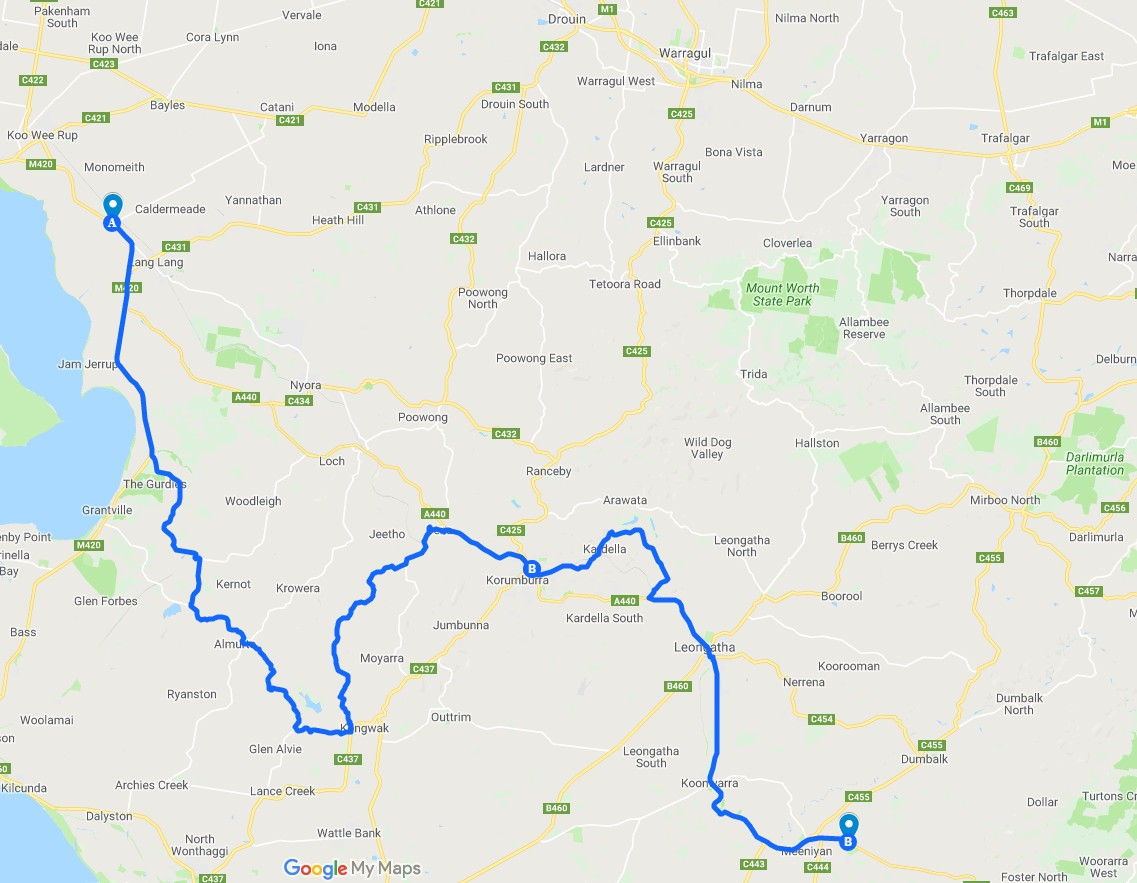 Pakenham
South
Vervale
C421
Drouin
M1
Nilma North
C463
Koo Wee
Rup North
Cora Lynn
Iona
C432
Warragul
Trafalgar East
C423
C422
Warragul West
Nilma
C431
Bayles
Catani
Modella
Drouin South
Darnum
C421
C421
C425
M1
Koo Wee Rup
Ripplebrook
Yarragon
Trafalgar
Bona Vista
M420
Monomeith
Lardner
Warragul
South
Moe
C469
Yannathan
Yarragon
South
Caldermeade
C431
Athlone
Trafalgar
South
A
Heath Hill
C425
C431
C432
Ellinbank
Cloverlea
Lang Lang
Hallora
Narra
M420
Tetoora Road
Mount Worth
State Park
Poowong
North
Thorpdale
Allambee
Reserve
C425
Jam Jerrup
Poowong East
Delburn
Trida
Nyora
Thorpdale
South
A440
C434
Poowong
Allambee
South
C432
Wild Dog
Valley
Hallston
B460
Loch
Ranceby
Darlimurla
Plantation
The Gurdies
Woodleigh
Arawata
Mirboo North
Grantville
A440
C456
Jeetho
C425
B460
Darlimurla
M420
Kardella
Leongatha
North
Berrys Creek
Bay
C455
B
Kernot
Krowera
Korumburra
C457
Glen Forbes
A440
Boorool
Kardella South
Bass
Jumbunna
Almurta
Leongatha
Moyarra
C437
Koorooman
B460
Nerrena
Ryanston
Dumbalk
North
Woolamai
Outtrim
C454
Kongwak
Glen Alvie
C455
Leongatha
South
C437
Dumbalk
Archies Creek
Koonwarra
Kilcunda
Lance Creek
C455
Turtons Cr
Dollar
B460
Dalyston
Wattle Bank
B
North
Wonthaggi
Meeniyan
Google My Maps
C443
C444
Woorarra
West
C437
Foster North